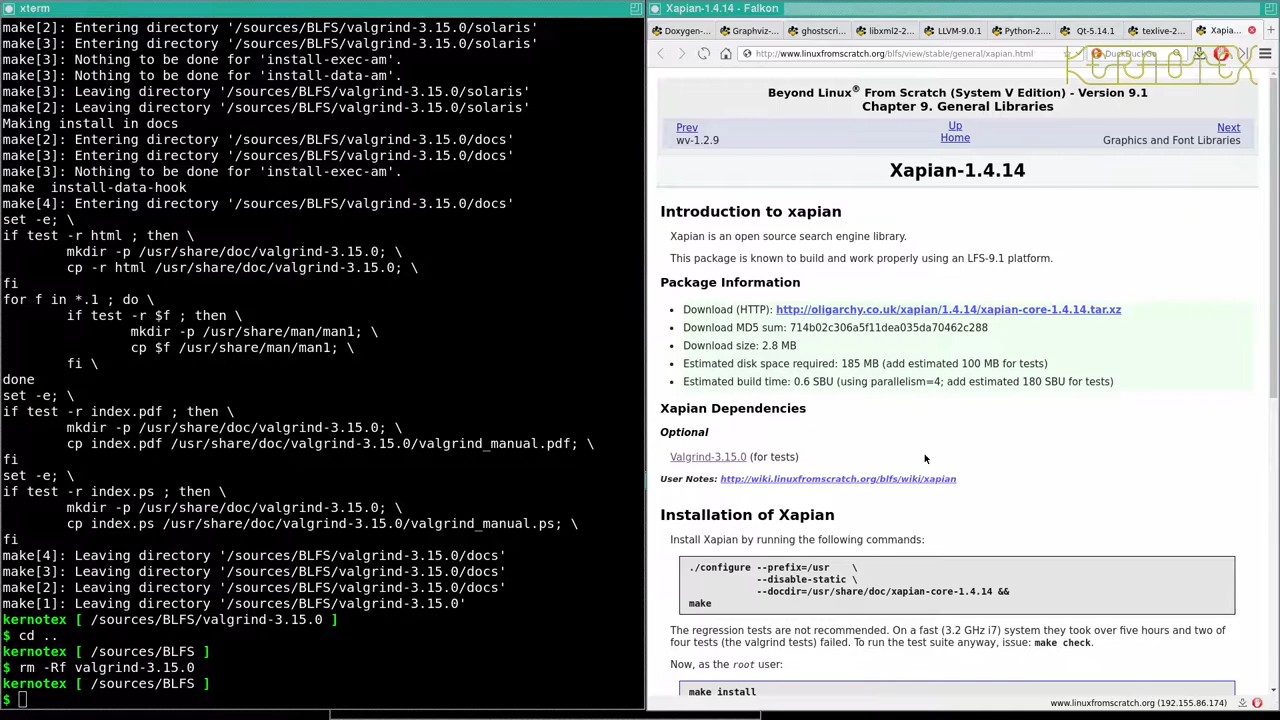 xterm
make[2]: Entering directory '/sources/BLFS/valgrind-3.15.0/solaris'
make[3]: Entering directory '/sources/BLFS/valgrind-3.15.0/solaris'
make[3]: Nothing to be done for 'install-exec-am'.
make[3]: Nothing to be done for 'install-data-am'.
make[3]: Leaving directory '/sources/BLFS/valgrind-3.15.0/solaris'
make[2]: Leaving directory '/sources/BLFS/valgrind-3.15.0/solaris'
Making install in docs
make[2]: Entering directory '/sources/BLFS/valgrind-3.15.0/docs'
make[3]: Entering directory '/sources/BLFS/valgrind-3.15.0/docs'
make[3]: Nothing to be done for 'install-exec-am'.
make  install-data-hook
make[4]: Entering directory '/sources/BLFS/valgrind-3.15.0/docs'
set -e; \
if test -r html ; then \
mkdir -p /usr/share/doc/valgrind-3.15.0; \
cp -r html /usr/share/doc/valgrind-3.15.0; \
fi
for f in *.1 ; do \
if test -r $f ; then \
mkdir -p /usr/share/man/man1; \
cp $f /usr/share/man/man1; \
fi \
done
set -e; \
if test -r index.pdf ; then \
mkdir -p /usr/share/doc/valgrind-3.15.0; \
cp index.pdf /usr/share/doc/valgrind-3.15.0/valgrind_manual.pdf; \
fi
set -e; \
if test -r index.ps ; then \
mkdir -p /usr/share/doc/valgrind-3.15.0; \
cp index.ps /usr/share/doc/valgrind-3.15.0/valgrind_manual.ps; \
fi
make[4]: Leaving directory '/sources/BLFS/valgrind-3.15.0/docs'
make[3]: Leaving directory '/sources/BLFS/valgrind-3.15.0/docs'
make[2]: Leaving directory '/sources/BLFS/valgrind-3.15.0/docs'
make[1]: Leaving directory '/sources/BLFS/valgrind-3.15.0'
kernotex [ /sources/BLFS/valgrind-3.15.0 ]
$ cd ..
kernotex [ /sources/BLFS ]
$ rm -Rf valgrind-3.15.0
kernotex [ /sources/BLFS ]
$
Xapian-1.4.14 - Falkon
Doxygen-... Graphviz-... ghostscri... libxml2-2... LLVM-9.0.1 Python-2... Qt-5.14.1 texlive-2... Xapia...
http://www.linuxfromscratch.org/blfs/view/stable/general/xapian.html DuckDuckGo
KERNOTEX
Beyond Linux® From Scratch (System V Edition) - Version 9.1
Chapter 9. General Libraries
Prev Up Next
wv-1.2.9 Home Graphics and Font Libraries
Xapian-1.4.14
Introduction to xapian
Xapian is an open source search engine library.
This package is known to build and work properly using an LFS-9.1 platform.
Package Information
• Download (HTTP): http://oligarchy.co.uk/xapian/1.4.14/xapian-core-1.4.14.tar.xz
• Download MD5 sum: 714b02c306a5f11dea035da70462c288
• Download size: 2.8 MB
• Estimated disk space required: 185 MB (add estimated 100 MB for tests)
• Estimated build time: 0.6 SBU (using parallelism=4; add estimated 180 SBU for tests)
Xapian Dependencies
Optional
Valgrind-3.15.0 (for tests)
User Notes: http://wiki.linuxfromscratch.org/blfs/wiki/xapian
Installation of Xapian
Install Xapian by running the following commands:
./configure --prefix=/usr    \
--disable-static \
--docdir=/usr/share/doc/xapian-core-1.4.14 &&
make
The regression tests are not recommended. On a fast (3.2 GHz i7) system they took over five hours and two of
four tests (the valgrind tests) failed. To run the test suite anyway, issue: make check.
Now, as the root user:
make install
www.linuxfromscratch.org (192.155.86.174)